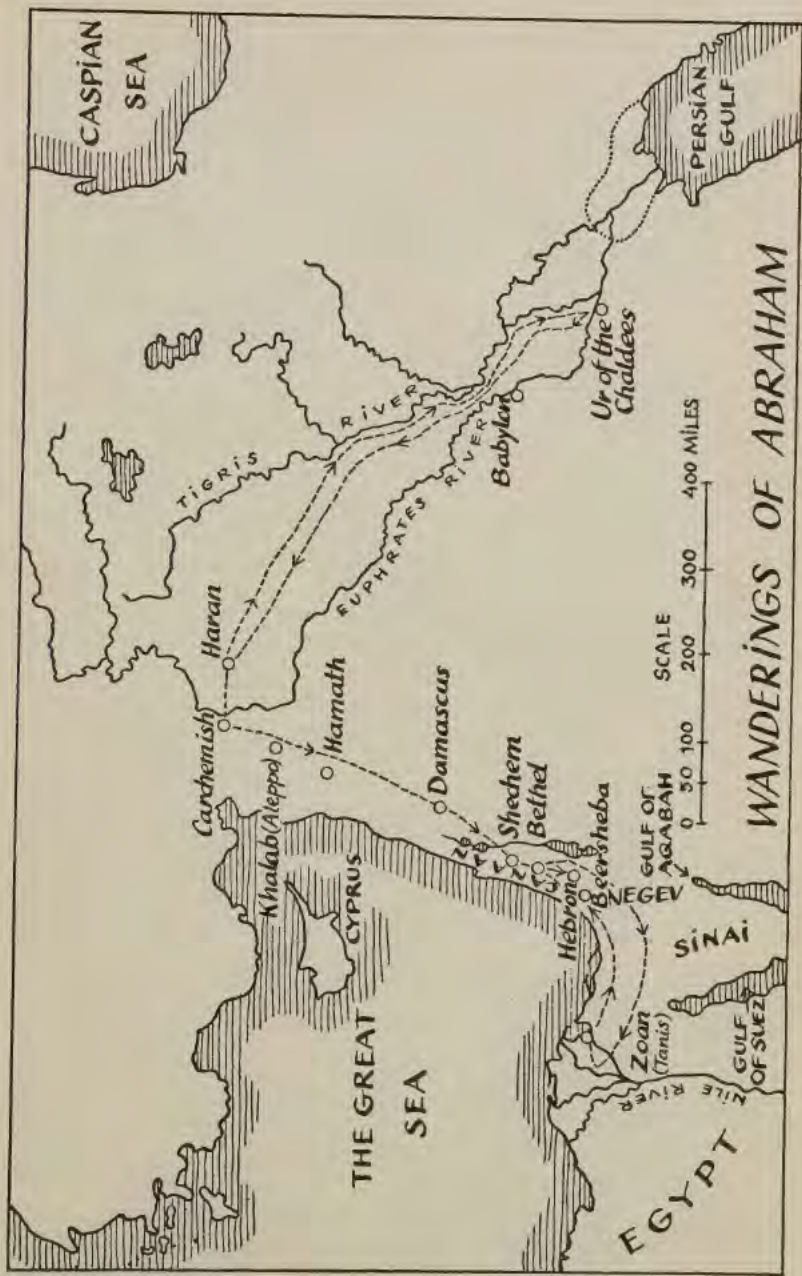 CASPIAN
SEA
TIGRIS RIVER
EUPHRATES RIVER
Haran
Carchemish
Khalab (Aleppo)
Hamath
CYPRUS
THE GREAT
SEA
Damascus
Shechem
Bethel
Hebron
Beersheba
NEGEV
Babylon
Ur of the
Chaldees
PERSIAN
GULF
Zoan
(Tanis)
SINAI
GULF OF
AQABAH
GULF
OF SUEZ
NILE RIVER
EGYPT
SCALE
0 50 100 200 300 400 MILES
WANDERINGS OF ABRAHAM